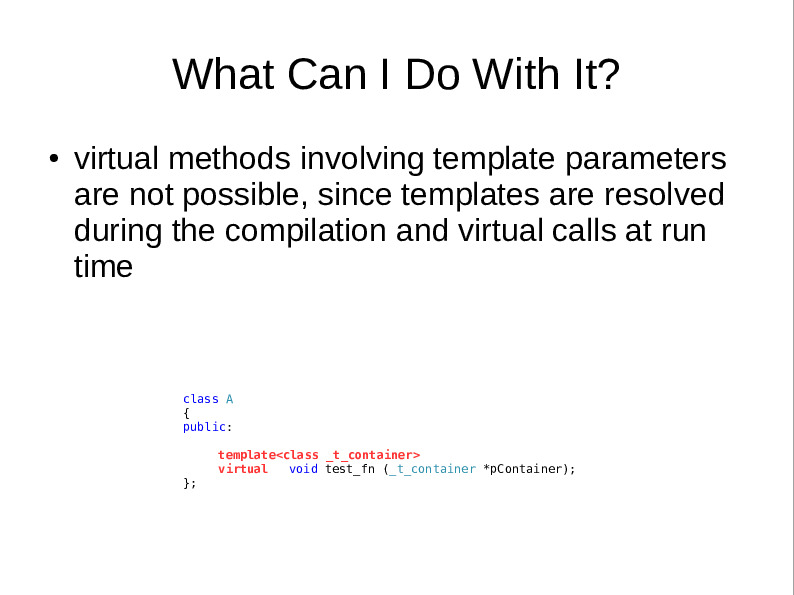 What Can I Do With It?
• virtual methods involving template parameters
are not possible, since templates are resolved
during the compilation and virtual calls at run
time
class A
{
public:
template<class _t_container>
virtual void test_fn (_t_container *pContainer);
};